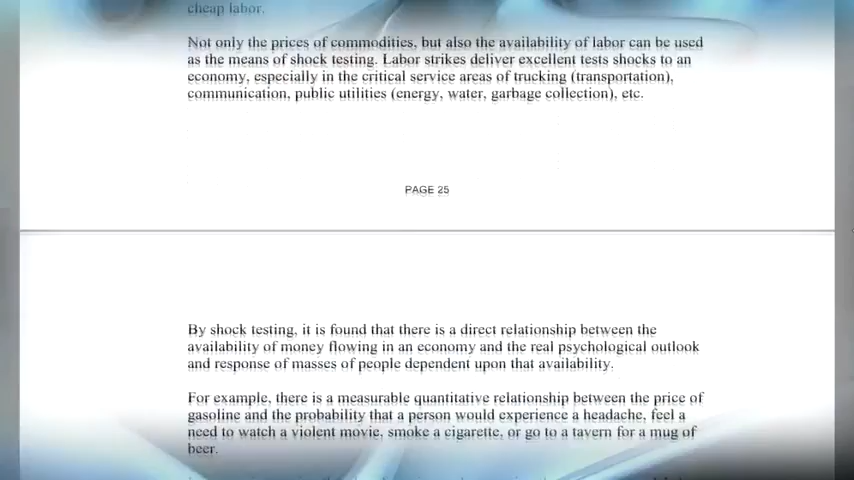 cheap labor.
Not only the prices of commodities, but also the availability of labor can be used
as the means of shock testing. Labor strikes deliver excellent tests shocks to an
economy, especially in the critical service areas of trucking (transportation),
communication, public utilities (energy, water, garbage collection), etc.
PAGE 25
By shock testing, it is found that there is a direct relationship between the
availability of money flowing in an economy and the real psychological outlook
and response of masses of people dependent upon that availability.
For example, there is a measurable quantitative relationship between the price of
gasoline and the probability that a person would experience a headache, feel a
need to watch a violent movie, smoke a cigarette, or go to a tavern for a mug of
beer.